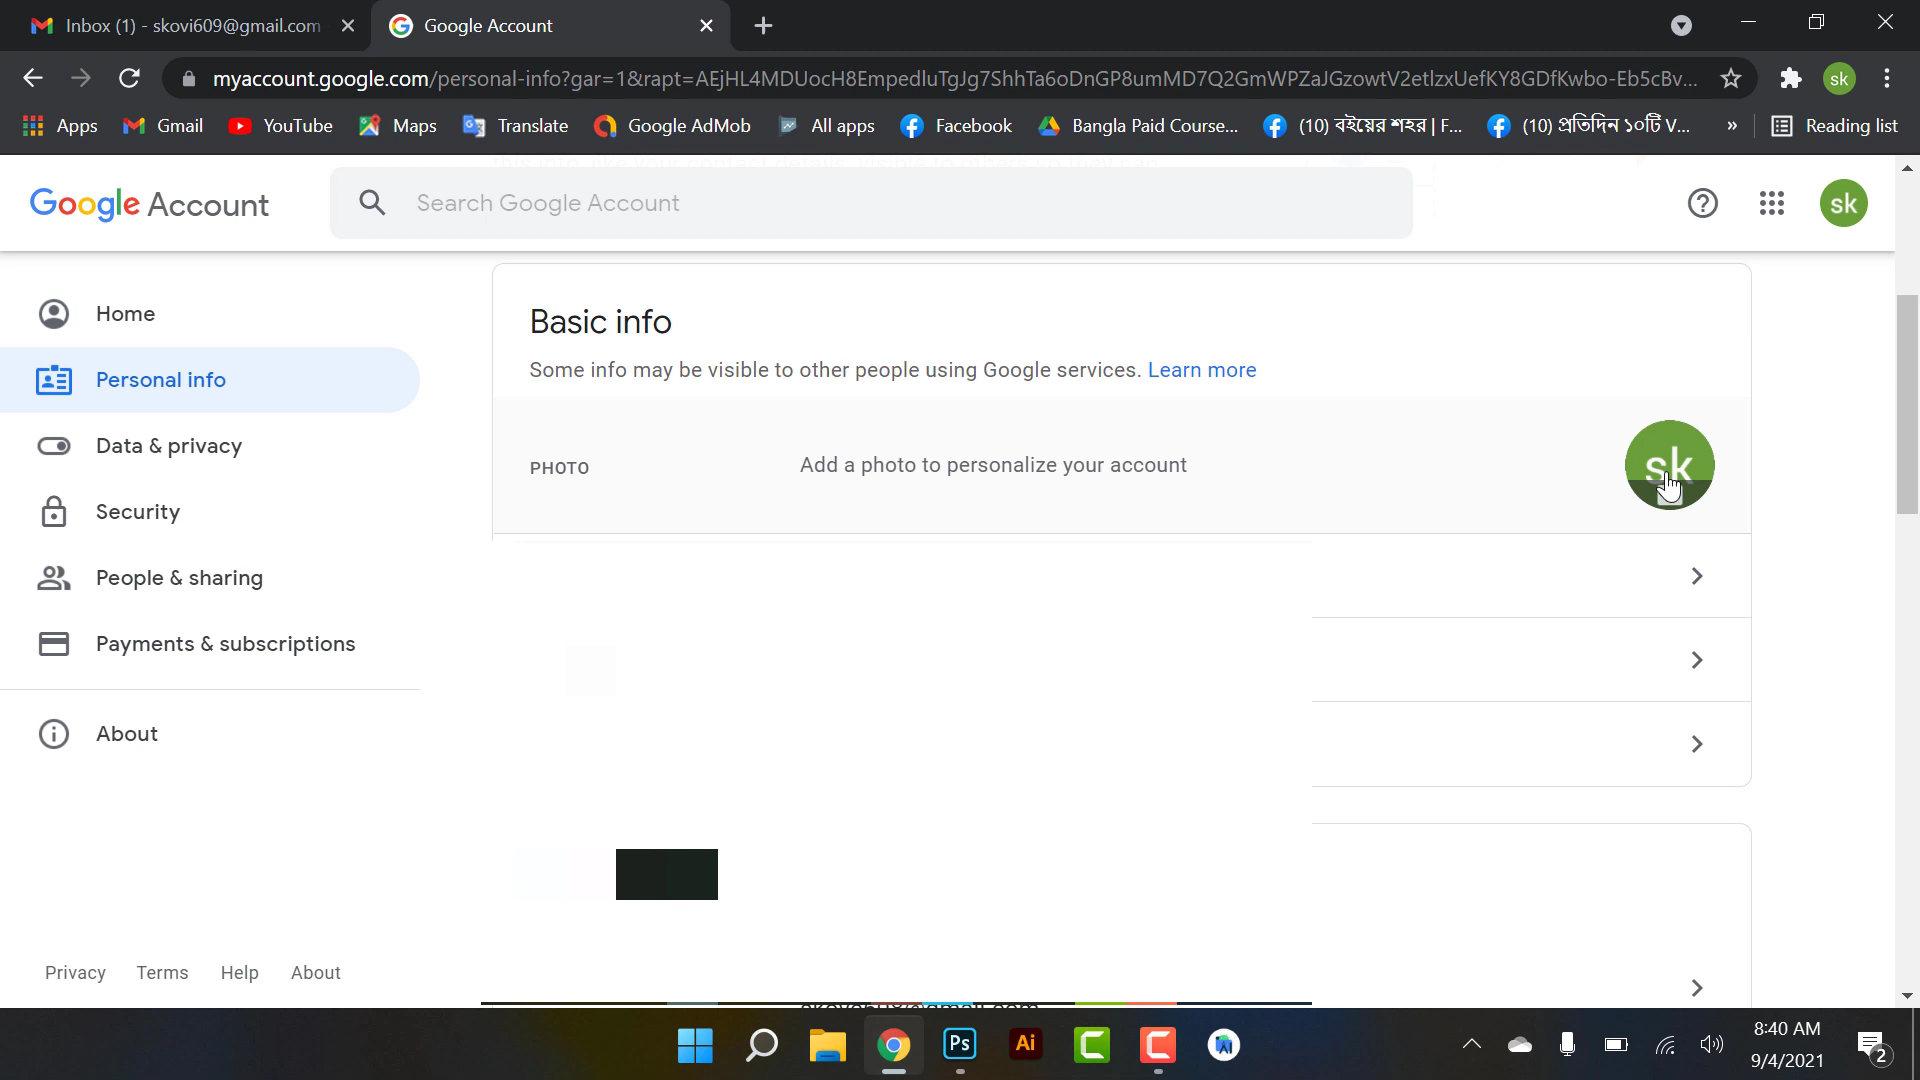 Inbox (1) - skovi609@gmail.com
Google Account
myaccount.google.com/personal-info?gar=1&rapt=AEjHL4MDUocH8EmpedluTgJg7ShhTa6oDnGP8umMD7Q2GmWPZaJGzowtV2etlzxUefKY8GDfKwbo-Eb5cBv...
sk
Apps
Gmail
YouTube
Maps
Translate
Google AdMob
All apps
Facebook
Bangla Paid Course...
(10) বইয়ের শহর | F...
(10) প্রতিদিন ১০টি V...
»
Reading list
Google Account
Search Google Account
sk
Home
Personal info
Data & privacy
Security
People & sharing
Payments & subscriptions
About
Basic info
Some info may be visible to other people using Google services. Learn more
PHOTO
Add a photo to personalize your account
sk
Privacy
Terms
Help
About
Ps
Ai
8:40 AM
9/4/2021
2